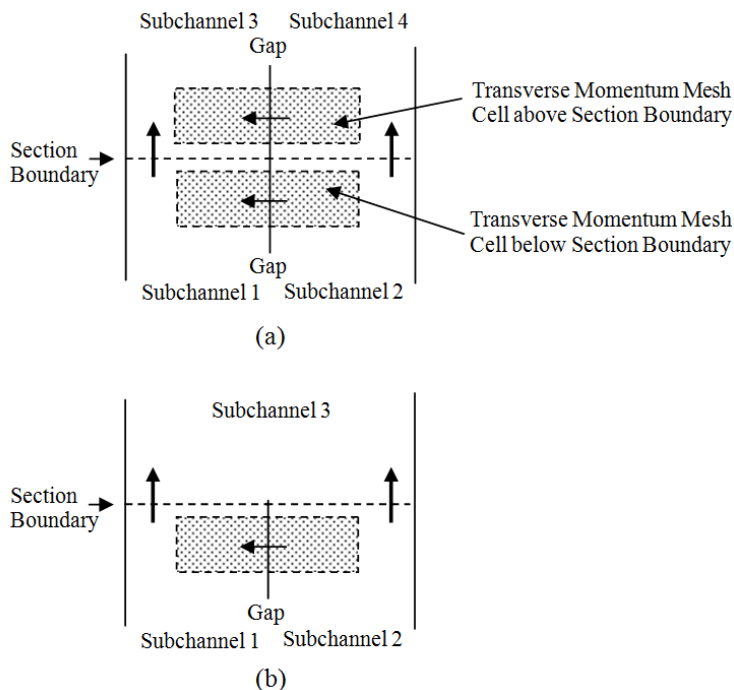 Subchannel 3 Subchannel 4
Gap
Transverse Momentum Mesh
Cell above Section Boundary
Section
Boundary
Transverse Momentum Mesh
Cell below Section Boundary
Gap
Subchannel 1 Subchannel 2
(a)
Subchannel 3
Section
Boundary
Gap
Subchannel 1 Subchannel 2
(b)